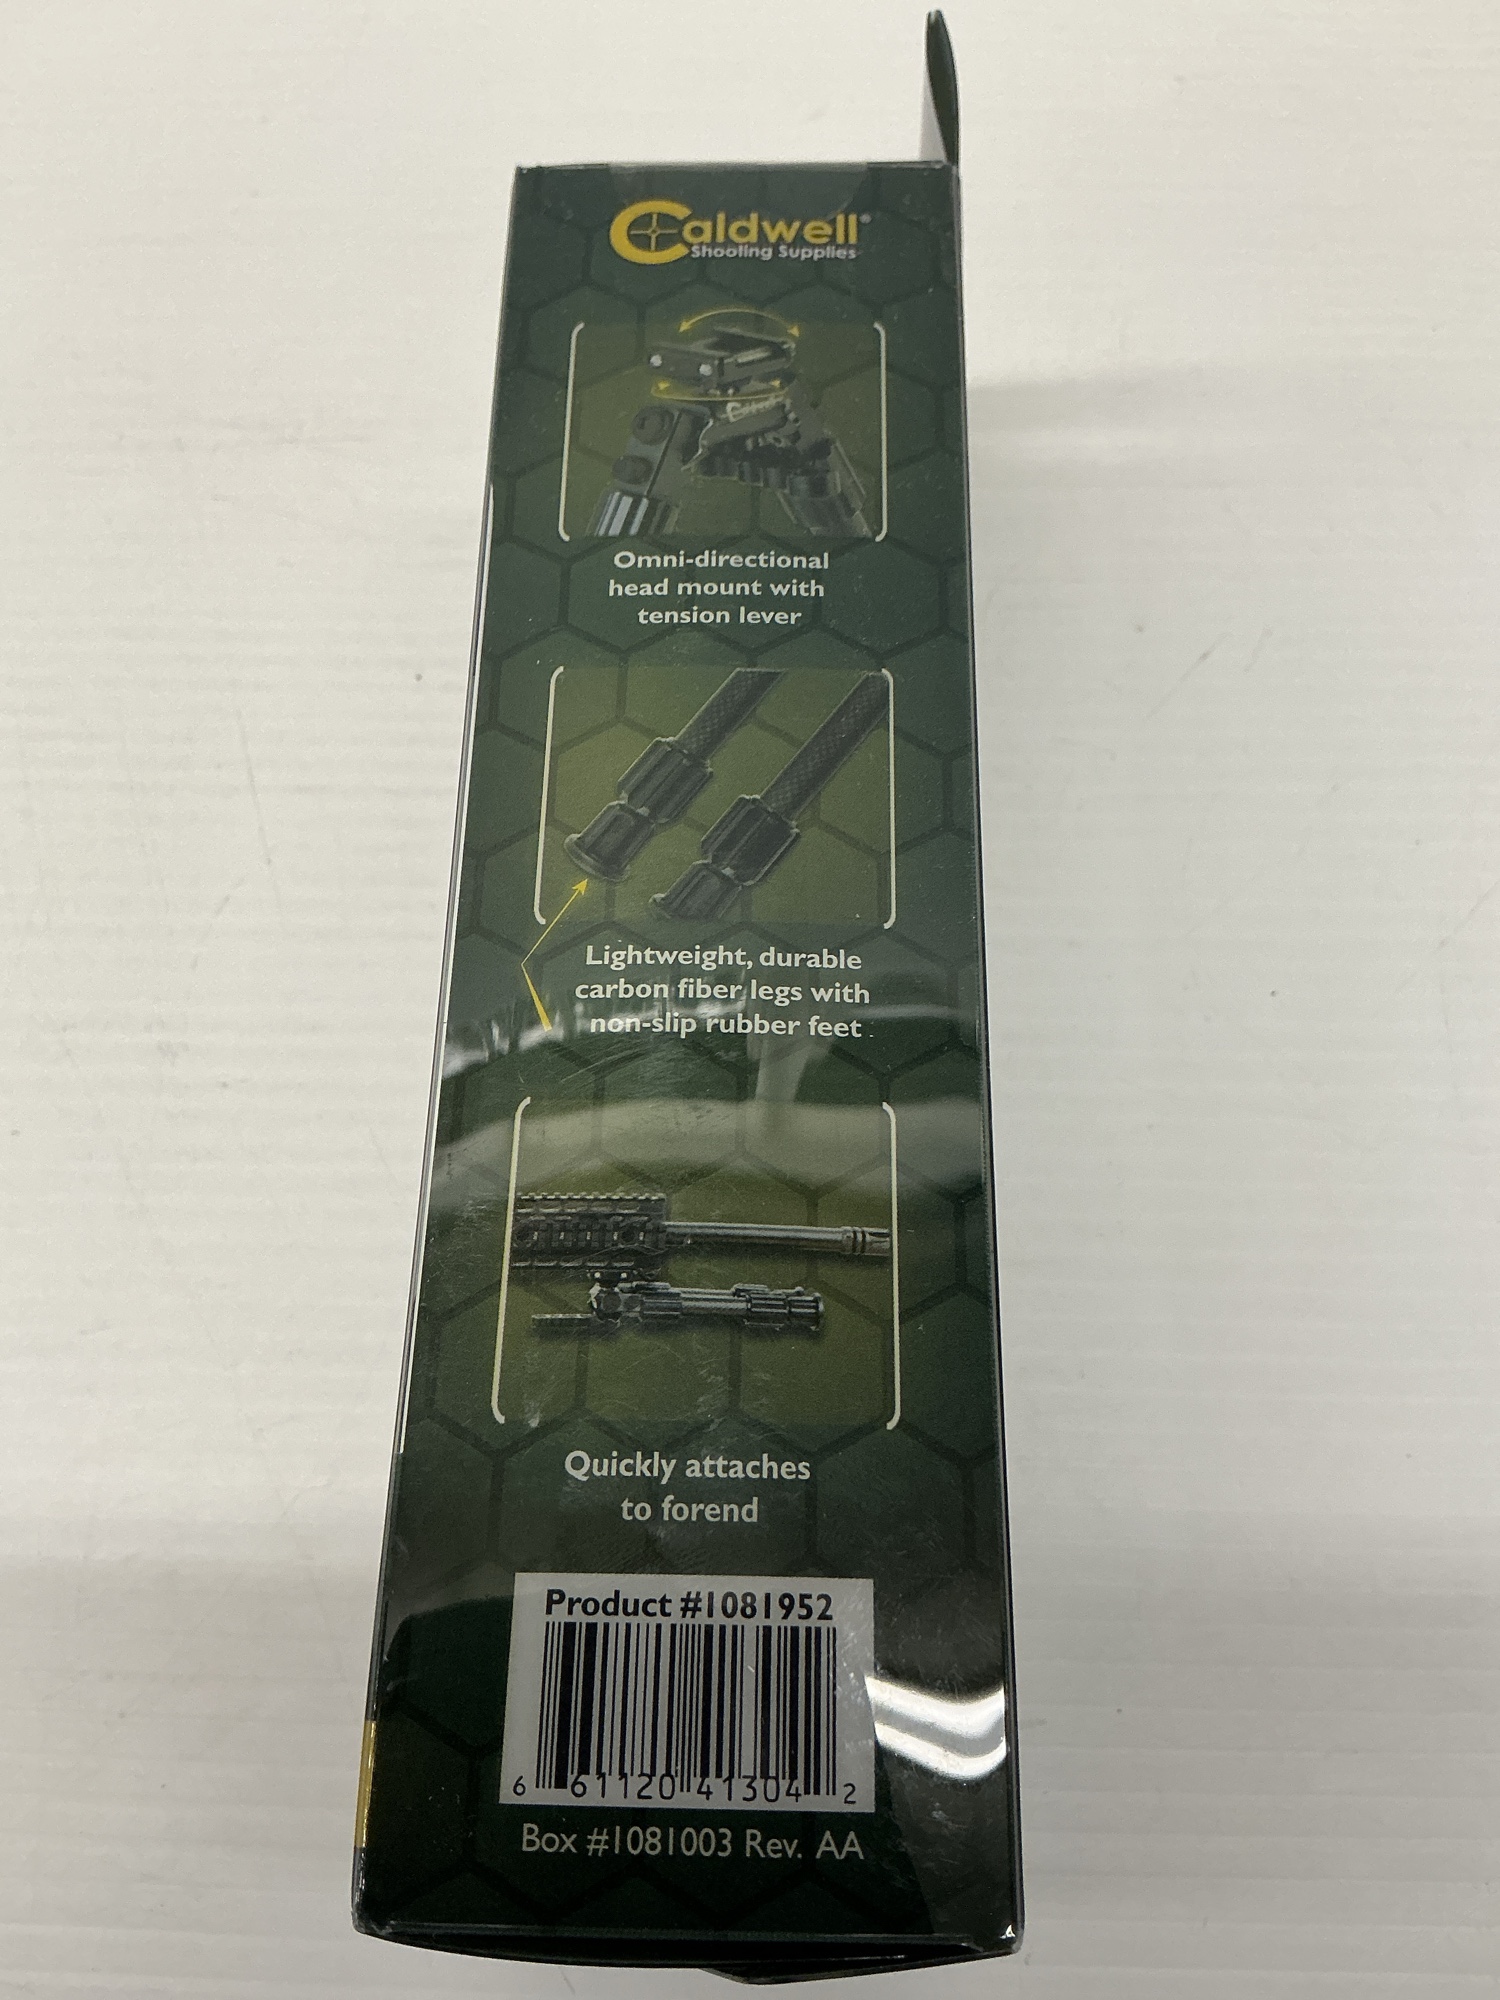 Caldwell®
Shooting Supplies
Omni-directional
head mount with
tension lever
Lightweight, durable
carbon fiber legs with
non-slip rubber feet
Quickly attaches
to forend
Product #1081952
6 61120 41304 2
Box #1081003 Rev. AA